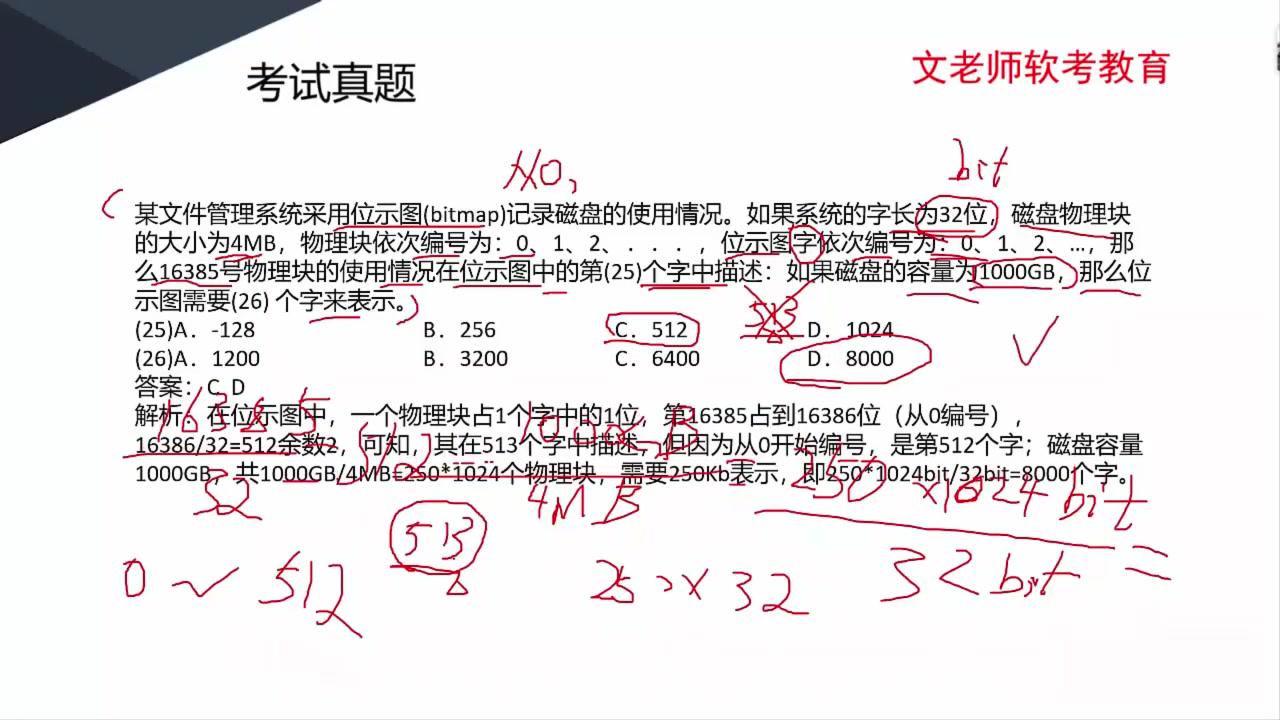 考试真题
文老师软考教育
No,
bit
某文件管理系统采用位示图(bitmap)记录磁盘的使用情况。如果系统的字长为32位，磁盘物理块
的大小为4MB，物理块依次编号为：0、1、2、...，位示图字依次编号为：0、1、2、…，那
么16385号物理块的使用情况在位示图中的第(25)个字中描述：如果磁盘的容量为1000GB，那么位
示图需要(26) 个字来表示。
513
(25)A．-128 B．256 C．512 D．1024
(26)A．1200 B．3200 C．6400 D．8000
答案：C D
解析：在位示图中，一个物理块占1个字中的1位，第16385占到16386位（从0编号），
16386/32=512余数2，可知，其在513个字中描述，但因为从0开始编号，是第512个字；磁盘容量
1000GB，共1000GB/4MB=250*1024个物理块，需要250Kb表示，即250*1024bit/32bit=8000个字。
16385
32
512
4MB
250×1024bit
32bit =
513
0 ~ 512
250×32